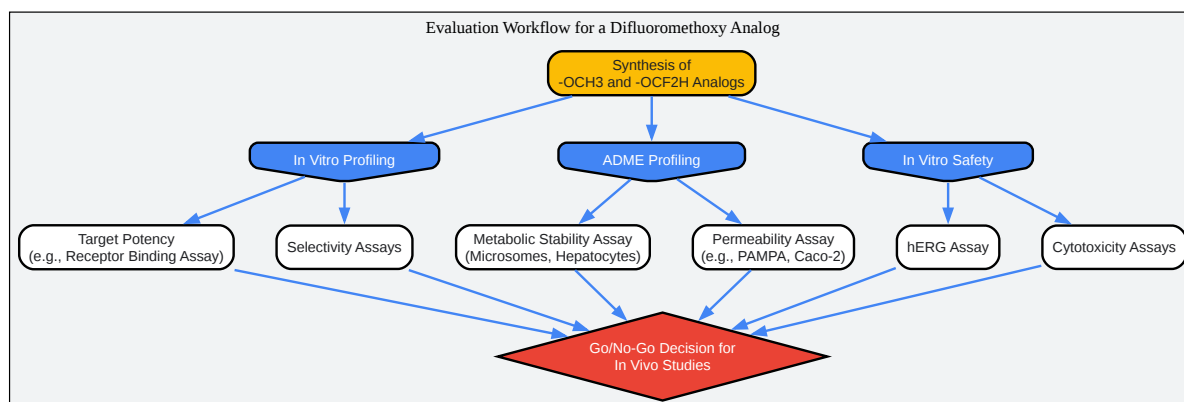 Evaluation Workflow for a Difluoromethoxy Analog
Synthesis of
-OCH3 and -OCF2H Analogs
In Vitro Profiling
ADME Profiling
In Vitro Safety
Target Potency
(e.g., Receptor Binding Assay)
Selectivity Assays
Metabolic Stability Assay
(Microsomes, Hepatocytes)
Permeability Assay
(e.g., PAMPA, Caco-2)
hERG Assay
Cytotoxicity Assays
Go/No-Go Decision for
In Vivo Studies